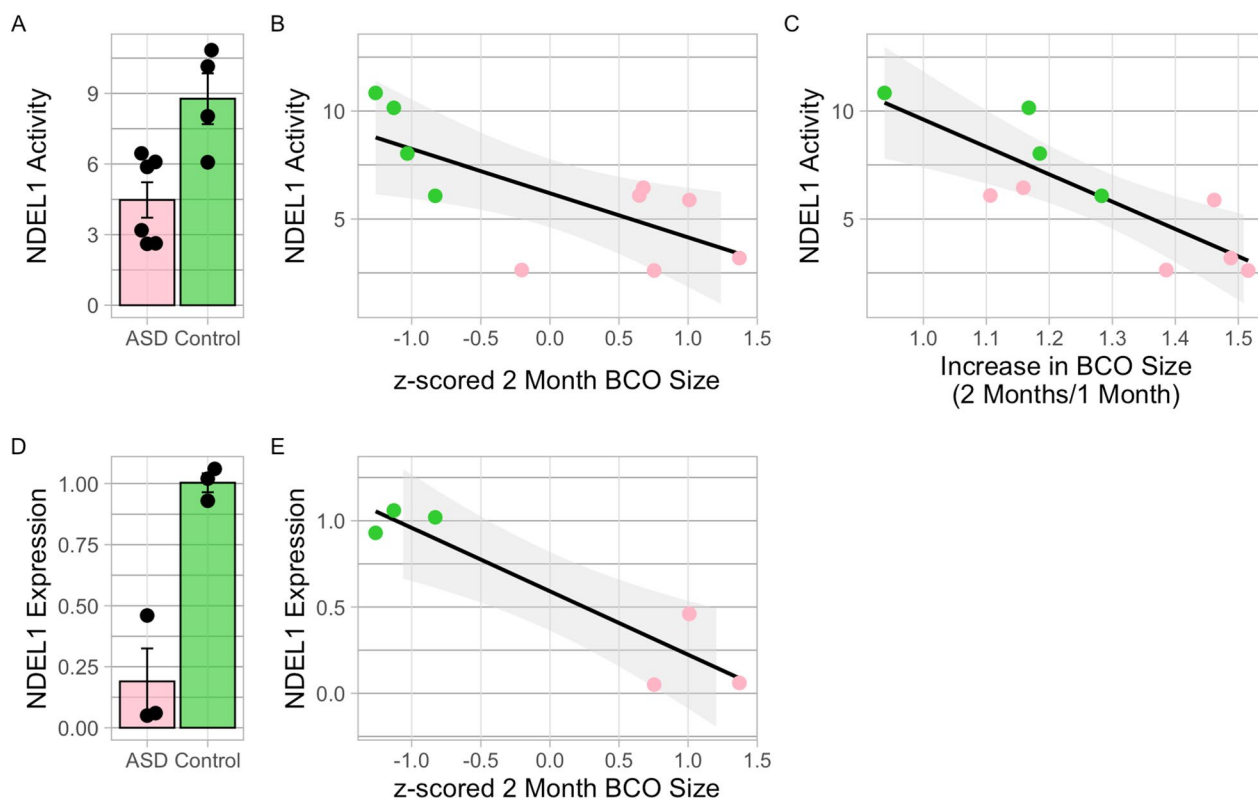 A
NDEL1 Activity
9
6
3
0
ASD Control
B
NDEL1 Activity
10
5
-1.0 -0.5 0.0 0.5 1.0 1.5
z-scored 2 Month BCO Size
C
NDEL1 Activity
10
5
1.0 1.1 1.2 1.3 1.4 1.5
Increase in BCO Size
(2 Months/1 Month)
D
NDEL1 Expression
1.00
0.75
0.50
0.25
0.00
ASD Control
E
NDEL1 Expression
1.0
0.5
0.0
-1.0 -0.5 0.0 0.5 1.0 1.5
z-scored 2 Month BCO Size